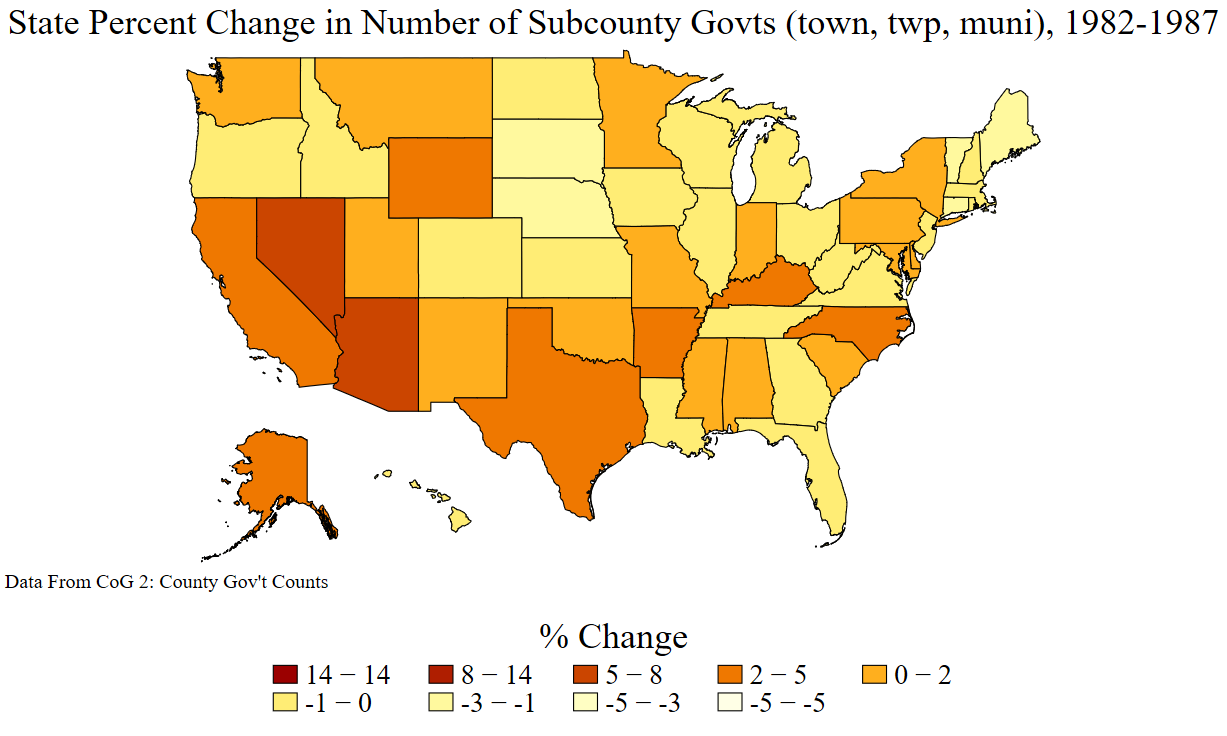 State Percent Change in Number of Subcounty Govts (town, twp, muni), 1982-1987
Data From CoG 2: County Gov't Counts
% Change
14 − 14 8 − 14 5 − 8 2 − 5 0 − 2
-1 − 0 -3 − -1 -5 − -3 -5 − -5